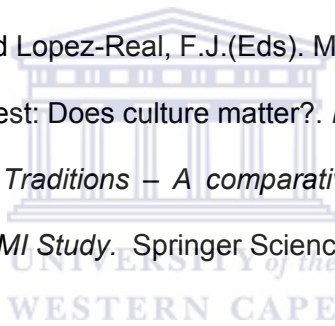 d Lopez-Real, F.J.(Eds). M
est: Does culture matter?.
Traditions – A comparati
MI Study. Springer Scienc
UNIVERSITY of the
WESTERN CAPE